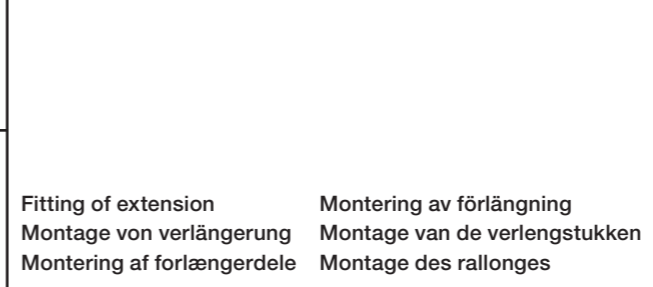 Fitting of extension
Montage von verlängerung
Montering af forlængerdele
Montering av förlängning
Montage van de verlengstukken
Montage des rallonges